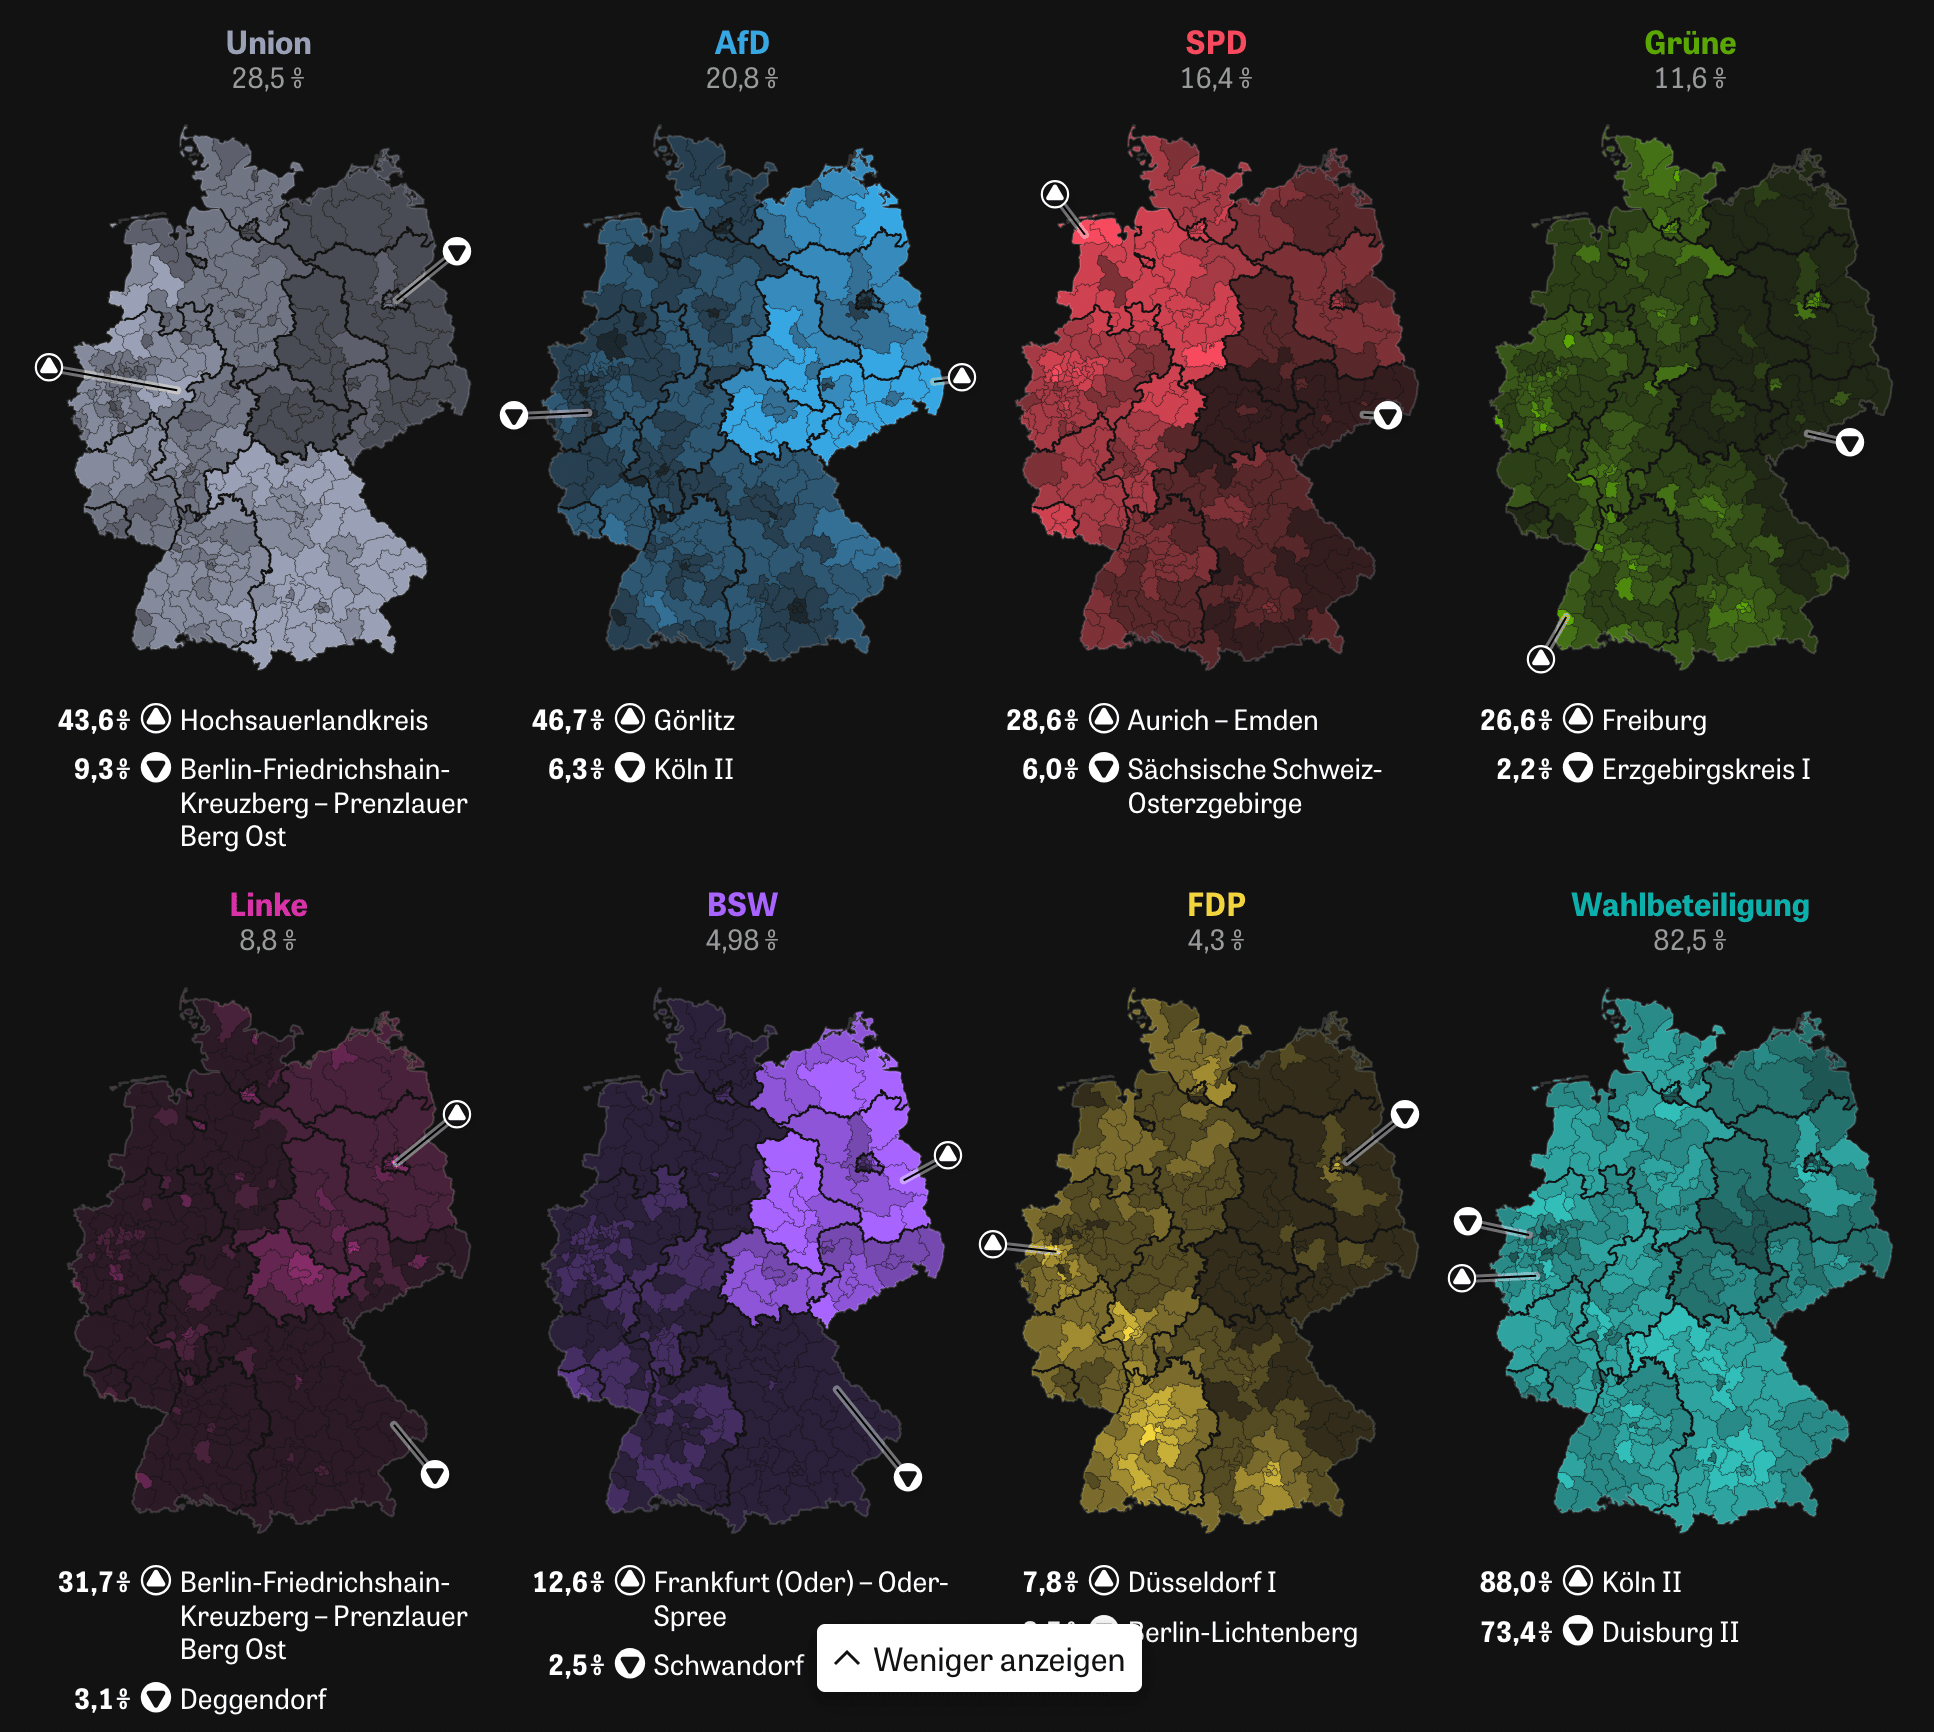 Union
28,5 %
AfD
20,8 %
SPD
16,4 %
Grüne
11,6 %
43,6 % Hochsauerlandkreis
9,3 % Berlin-Friedrichshain-
Kreuzberg – Prenzlauer
Berg Ost
46,7 % Görlitz
6,3 % Köln II
28,6 % Aurich – Emden
6,0 % Sächsische Schweiz-
Osterzgebirge
26,6 % Freiburg
2,2 % Erzgebirgskreis I
Linke
8,8 %
BSW
4,98 %
FDP
4,3 %
Wahlbeteiligung
82,5 %
31,7 % Berlin-Friedrichshain-
Kreuzberg – Prenzlauer
Berg Ost
3,1 % Deggendorf
12,6 % Frankfurt (Oder) – Oder-
Spree
2,5 % Schwandorf
7,8 % Düsseldorf I
Berlin-Lichtenberg
88,0 % Köln II
73,4 % Duisburg II
Weniger anzeigen